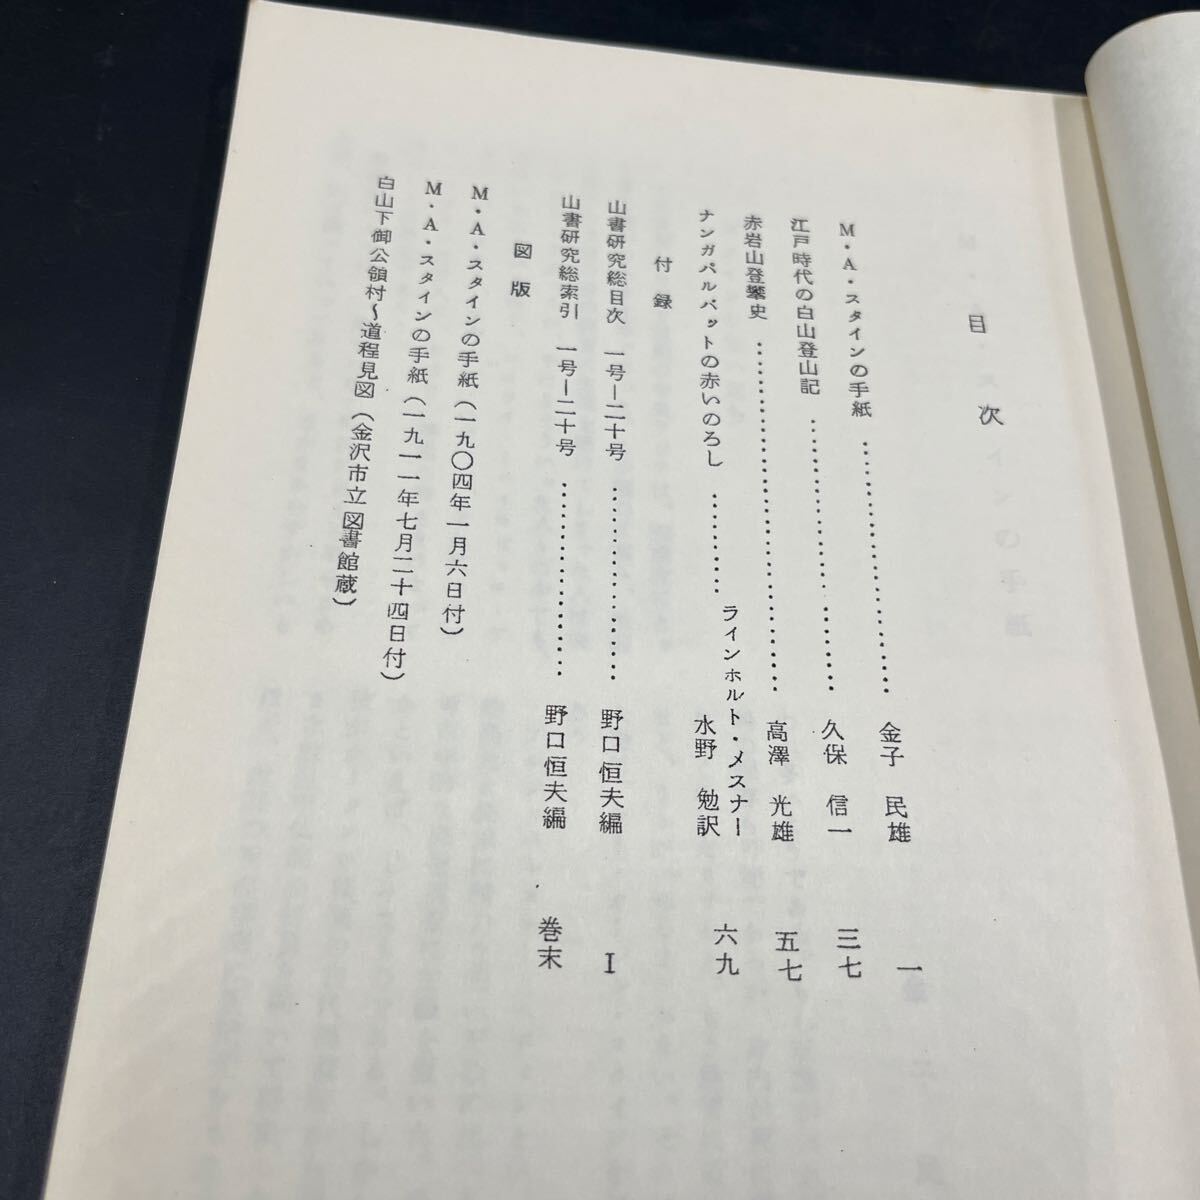 目次
M・A・スタインの手紙 ………………………… 金子 民雄 一
江戸時代の白山登山記 ………………………… 久保 信一 三七
赤岩山登攀史 ………………………… 高澤 光雄 五七
ナンガパルバットの赤いのろし ………… ラインホルト・メスナー
水野 勉訳 六九
付録
山書研究総目次 一号―二十号 ………………… 野口恒夫編 I
山書研究総索引 一号―二十号 ………………… 野口恒夫編 巻末
図版
M・A・スタインの手紙(一九〇四年一月六日付)
M・A・スタインの手紙(一九一一年七月二十四日付)
白山下御公領村〜道程見図(金沢市立図書館蔵)